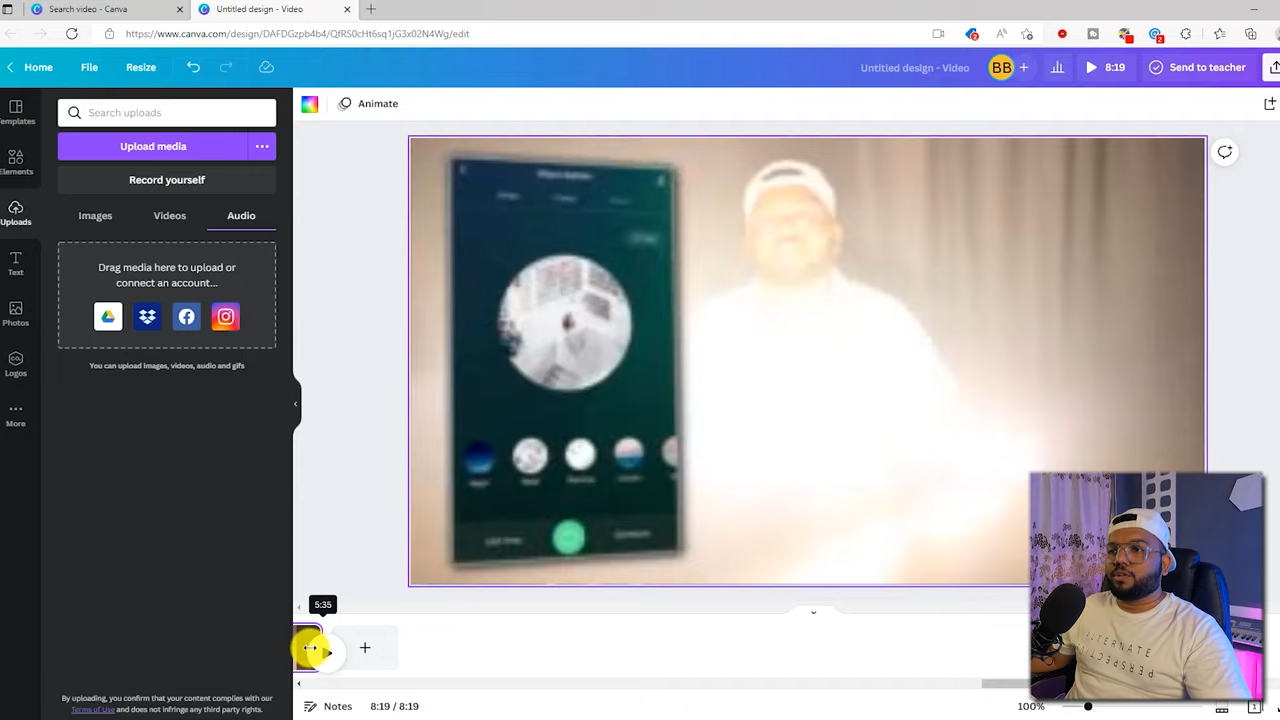 Search video - Canva
Untitled design - Video
https://www.canva.com/design/DAFDGzpb4b4/QfRS0cHt6sq1jG3x02N4Wg/edit
2
2
Home
File
Resize
Untitled design - Video
BB
8:19
Send to teacher
Templates
Elements
Uploads
Text
Photos
Logos
More
Search uploads
Upload media
Record yourself
Images
Videos
Audio
Drag media here to upload or
connect an account...
You can upload images, videos, audio and gifs
By uploading, you confirm that your content complies with our
Terms of Use and does not infringe any third party rights.
Animate
5:35
Notes
8:19 / 8:19
100%
1
CO.